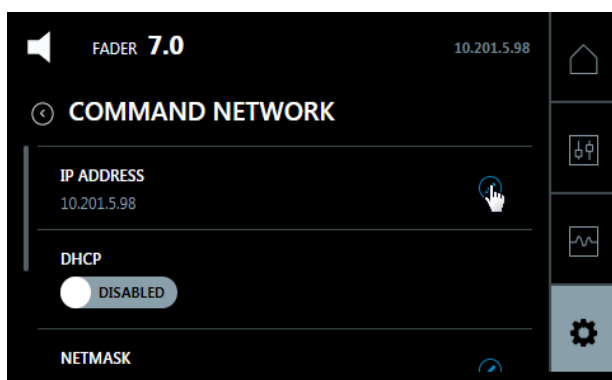 FADER 7.0
10.201.5.98
COMMAND NETWORK
IP ADDRESS
10.201.5.98
DHCP
DISABLED
NETMASK